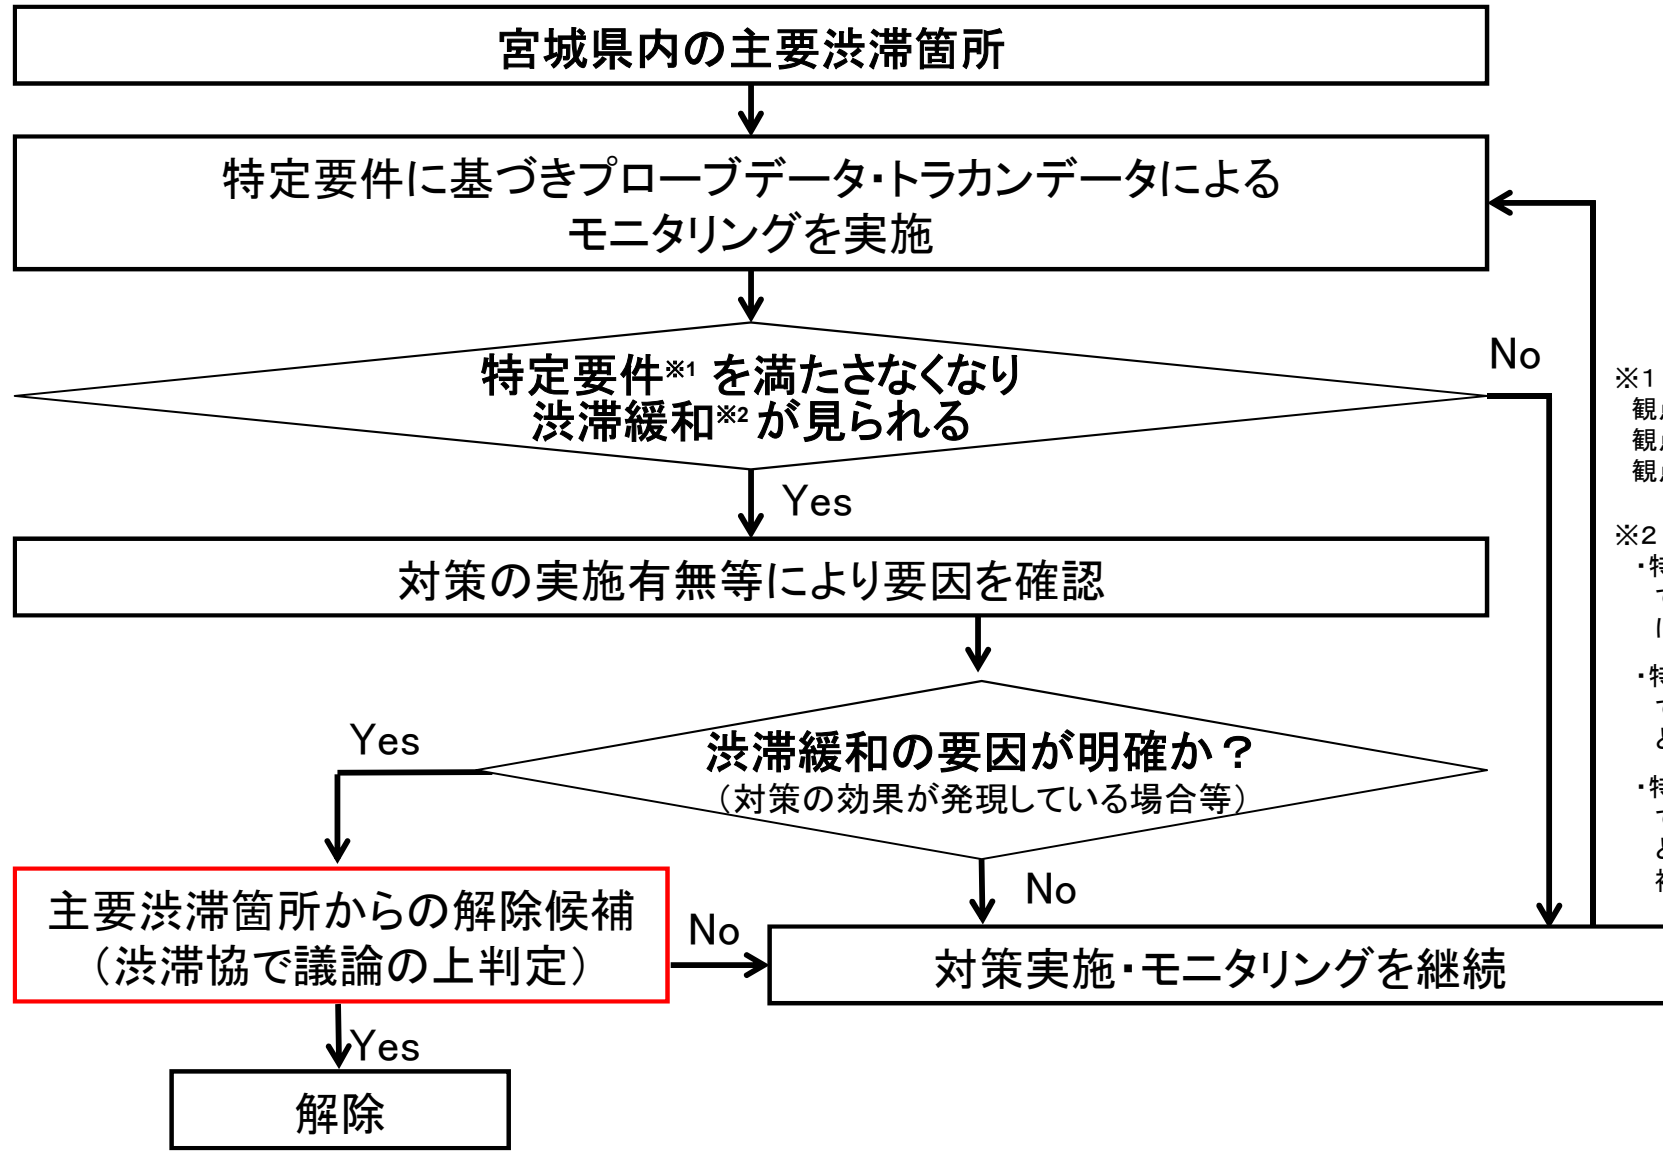 宮城県内の主要渋滞箇所
特定要件に基づきプローブデータ・トラカンデータによる
モニタリングを実施
特定要件※1 を満たさなくなり
渋滞緩和※2 が見られる
No
Yes
対策の実施有無等により要因を確認
渋滞緩和の要因が明確か？
（対策の効果が発現している場合等）
Yes
No
主要渋滞箇所からの解除候補
（渋滞協で議論の上判定）
No
対策実施・モニタリングを継続
Yes
解除
※1
観
観
観
※2
・特
・特
・特